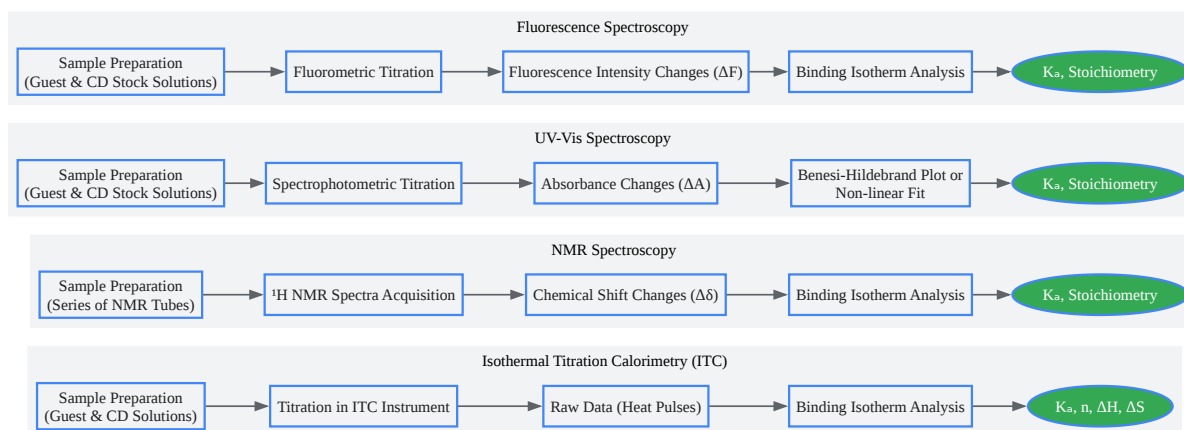 Fluorescence Spectroscopy
Sample Preparation
(Guest & CD Stock Solutions)
Fluorometric Titration
Fluorescence Intensity Changes (ΔF)
Binding Isotherm Analysis
Kₐ, Stoichiometry
UV-Vis Spectroscopy
Sample Preparation
(Guest & CD Stock Solutions)
Spectrophotometric Titration
Absorbance Changes (ΔA)
Benesi-Hildebrand Plot or
Non-linear Fit
Kₐ, Stoichiometry
NMR Spectroscopy
Sample Preparation
(Series of NMR Tubes)
¹H NMR Spectra Acquisition
Chemical Shift Changes (Δδ)
Binding Isotherm Analysis
Kₐ, Stoichiometry
Isothermal Titration Calorimetry (ITC)
Sample Preparation
(Guest & CD Solutions)
Titration in ITC Instrument
Raw Data (Heat Pulses)
Binding Isotherm Analysis
Kₐ, n, ΔH, ΔS